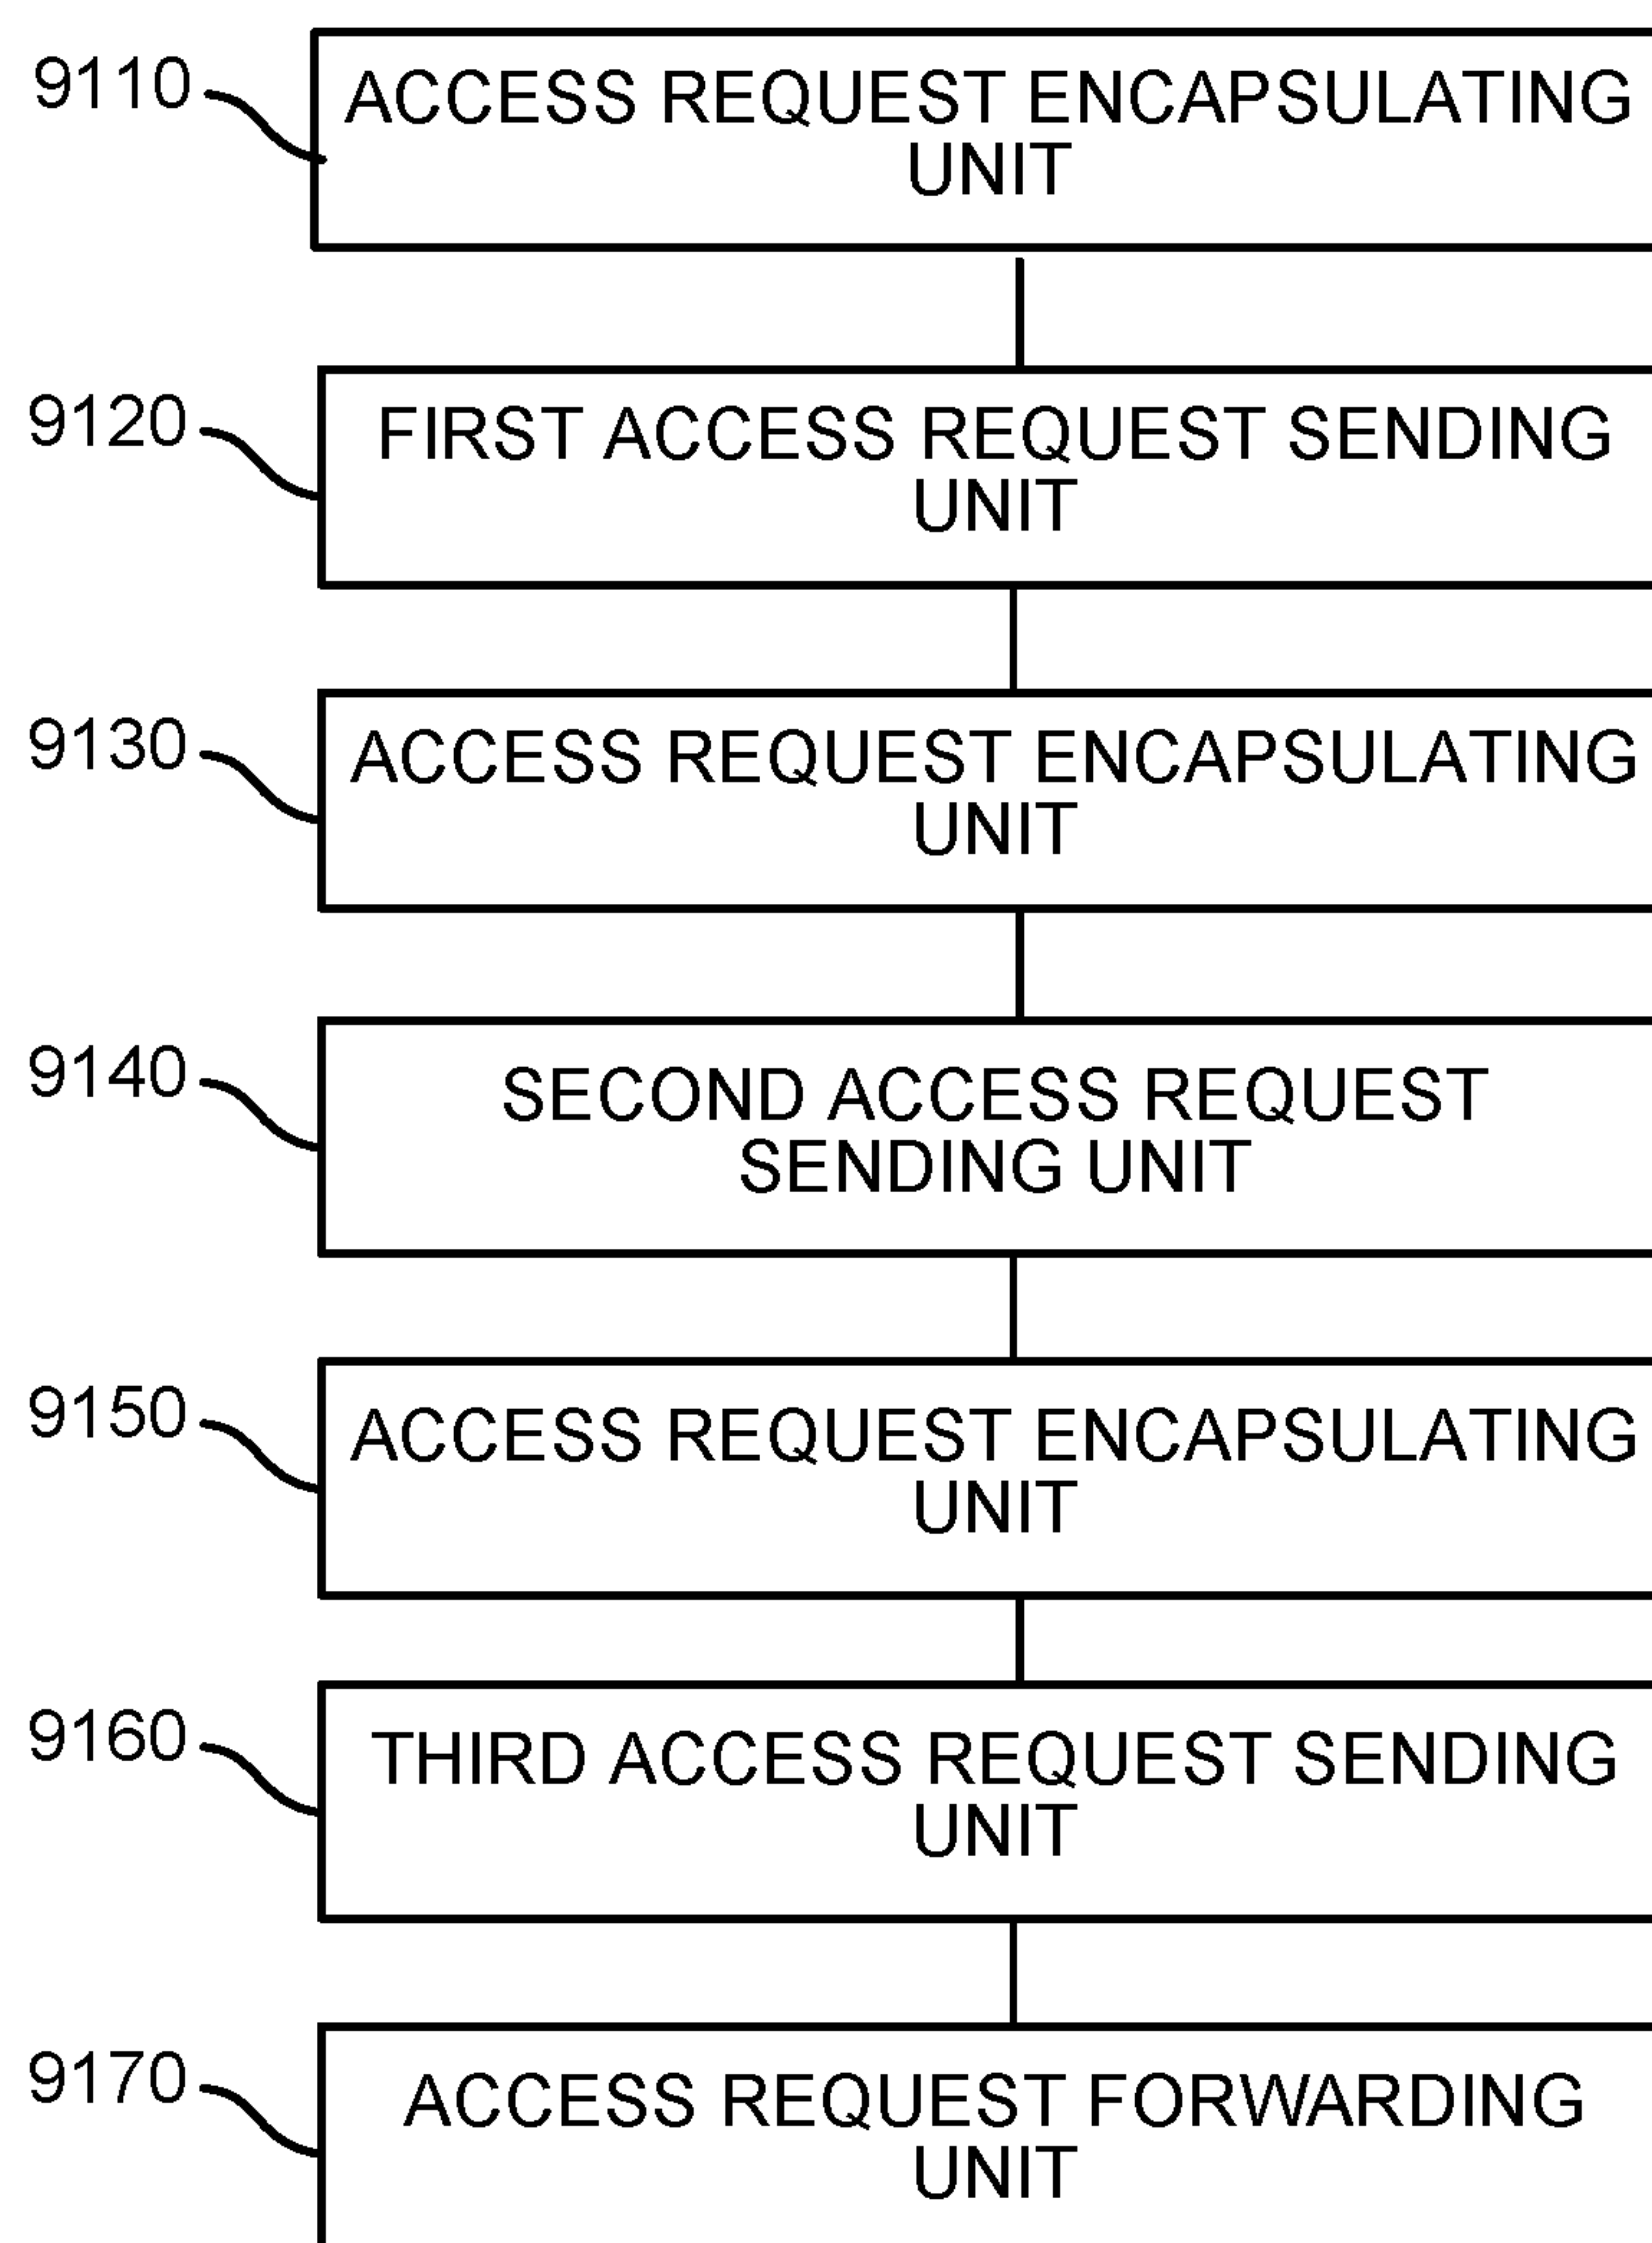 9110
ACCESS REQUEST ENCAPSULATING
UNIT
9120
FIRST ACCESS REQUEST SENDING
UNIT
9130
ACCESS REQUEST ENCAPSULATING
UNIT
9140
SECOND ACCESS REQUEST
SENDING UNIT
9150
ACCESS REQUEST ENCAPSULATING
UNIT
9160
THIRD ACCESS REQUEST SENDING
UNIT
9170
ACCESS REQUEST FORWARDING
UNIT